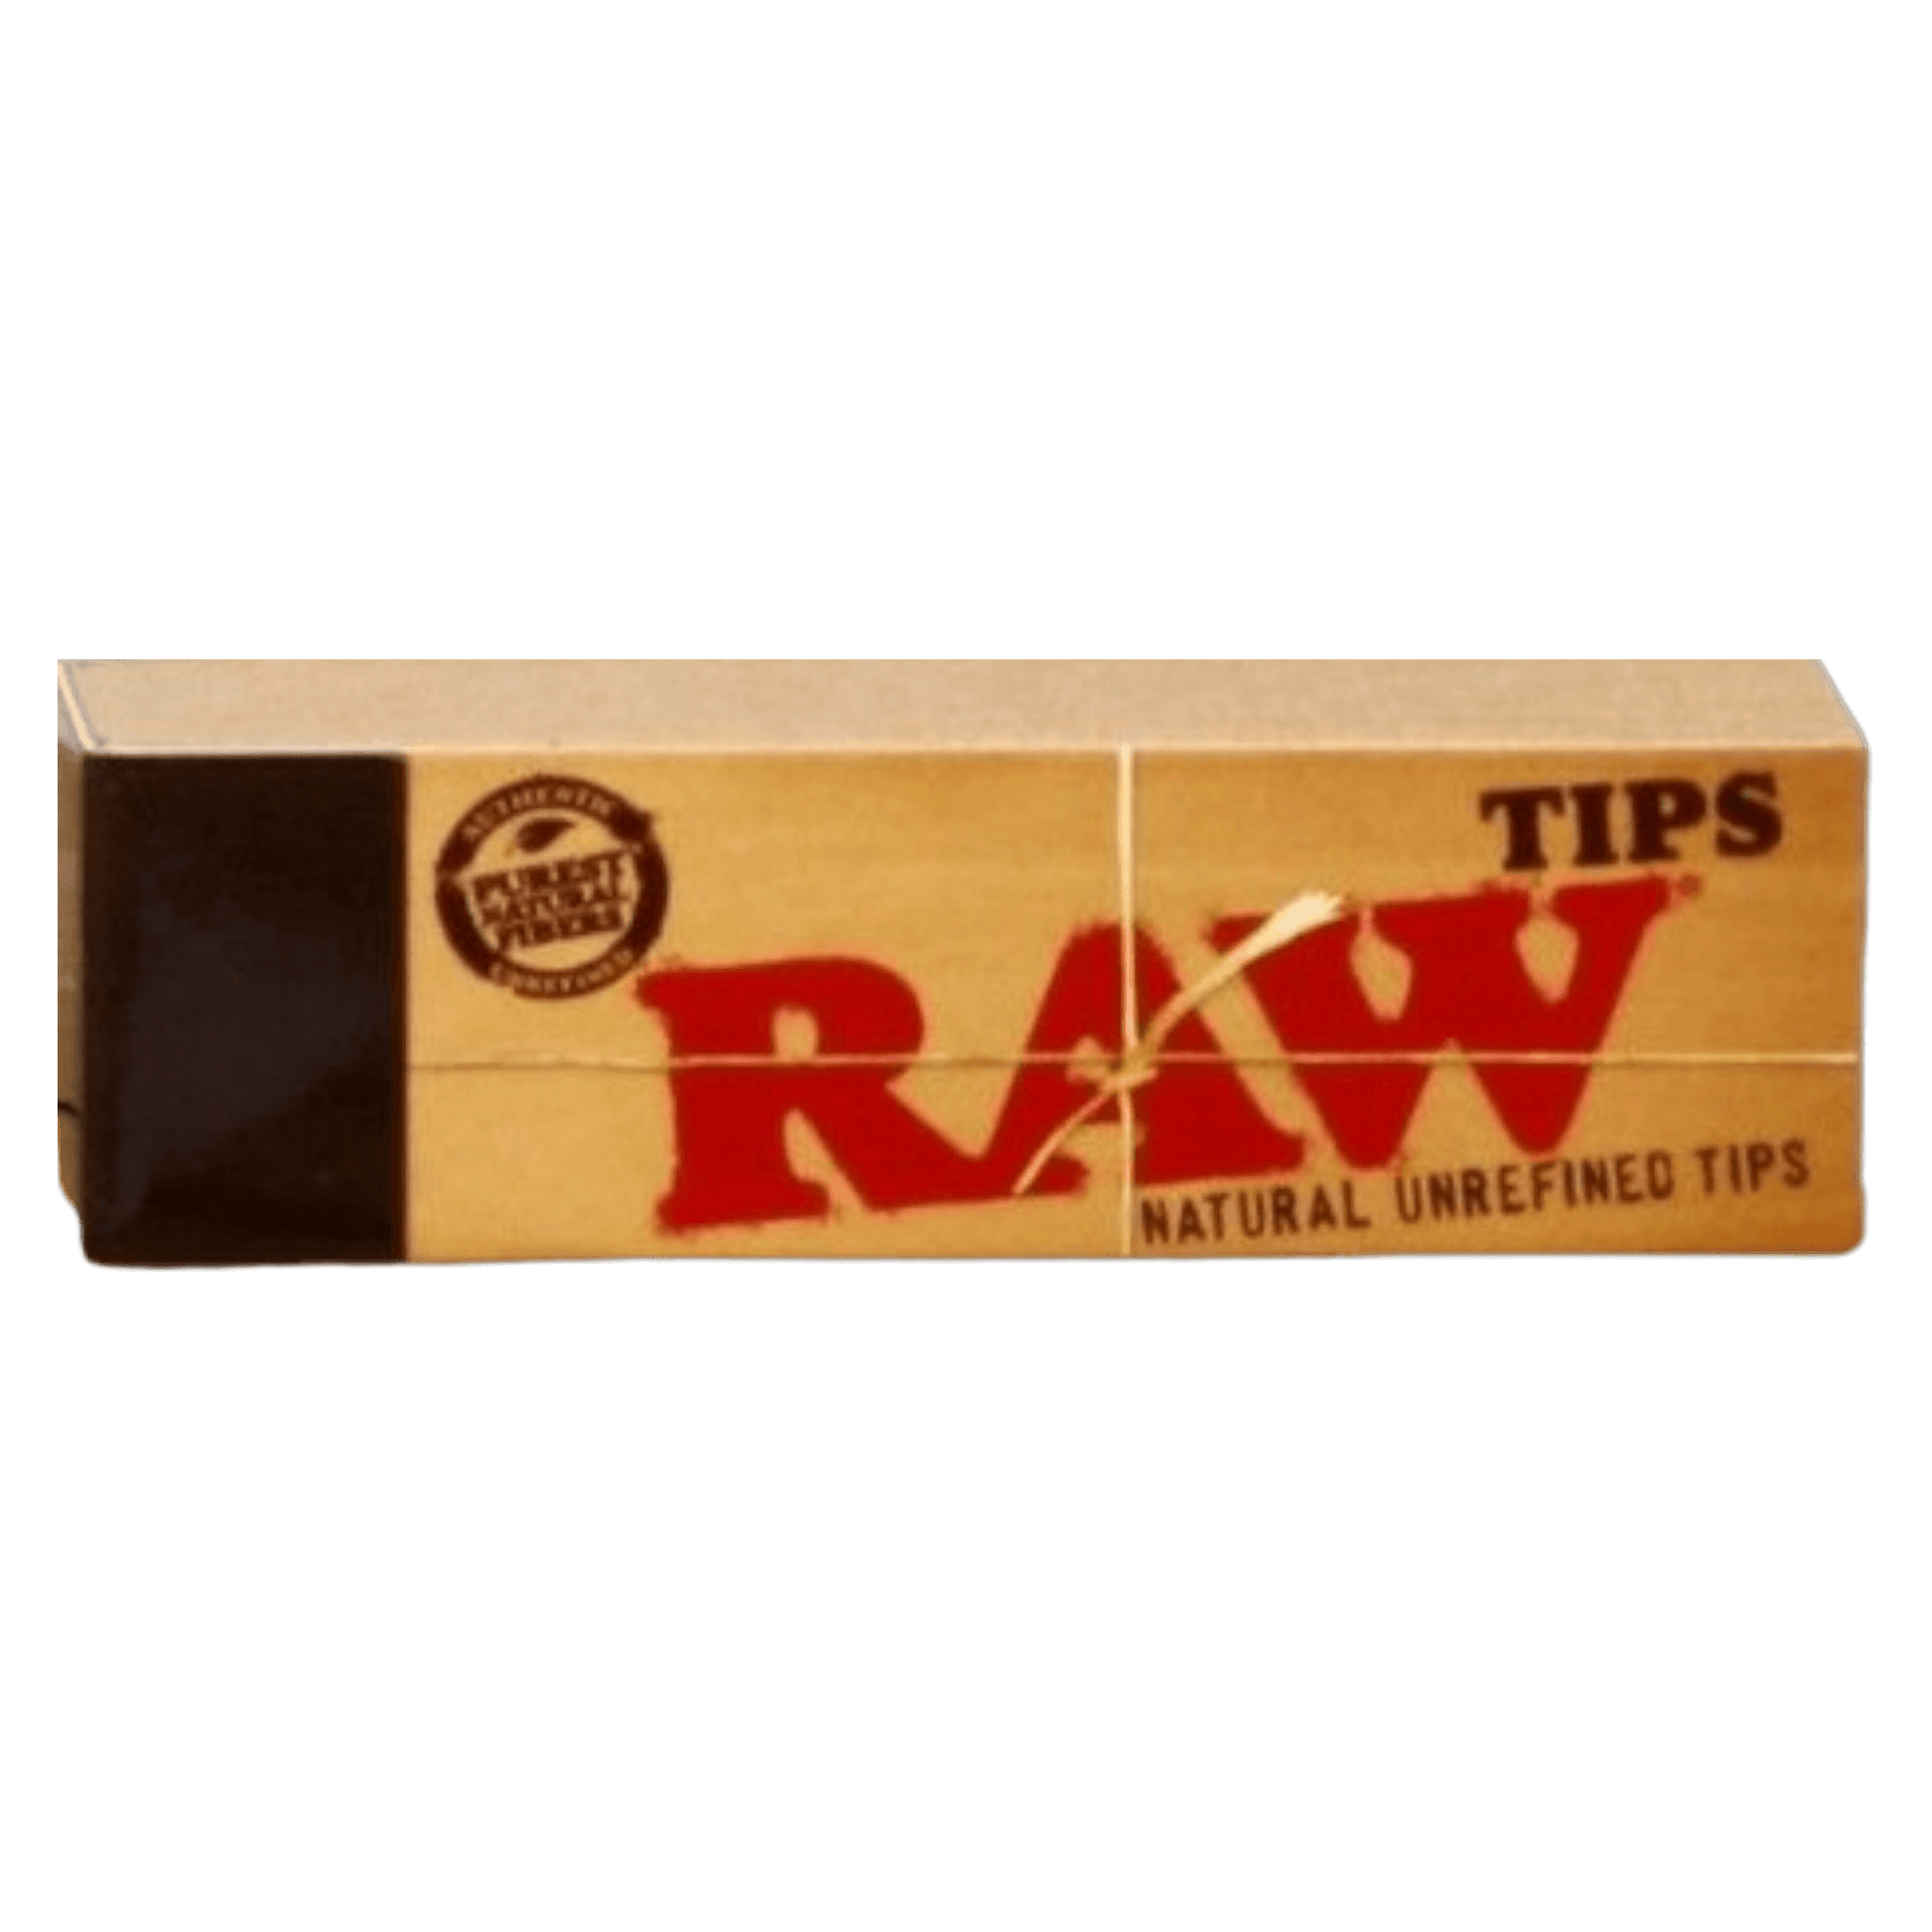 AUTHENTIC
PUREST
NATURAL
FIBERS
UNREFINED
TIPS
RAW®
NATURAL UNREFINED TIPS